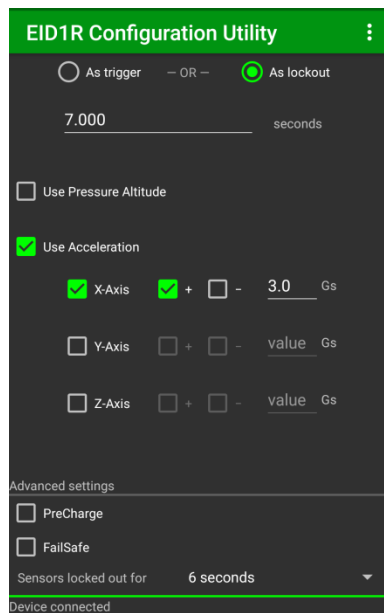 EID1R Configuration Utility
As trigger — OR — As lockout
7.000 seconds
Use Pressure Altitude
Use Acceleration
X-Axis + - 3.0 Gs
Y-Axis + - value Gs
Z-Axis + - value Gs
Advanced settings
PreCharge
FailSafe
Sensors locked out for 6 seconds
Device connected